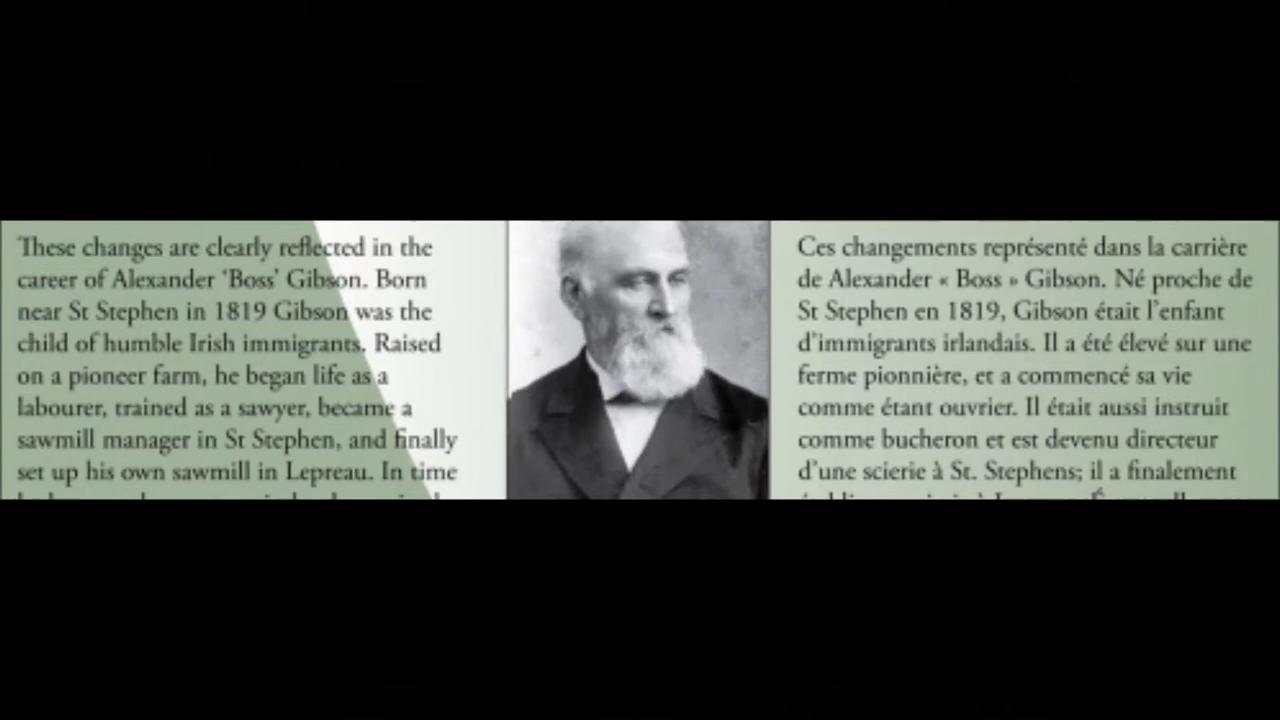 These changes are clearly reflected in the
career of Alexander ‘Boss’ Gibson. Born
near St Stephen in 1819 Gibson was the
child of humble Irish immigrants. Raised
on a pioneer farm, he began life as a
labourer, trained as a sawyer, became a
sawmill manager in St Stephen, and finally
set up his own sawmill in Lepreau. In time
Ces changements représenté dans la carrière
de Alexander « Boss » Gibson. Né proche de
St Stephen en 1819, Gibson était l’enfant
d’immigrants irlandais. Il a été élevé sur une
ferme pionnière, et a commencé sa vie
comme étant ouvrier. Il était aussi instruit
comme bucheron et est devenu directeur
d’une scierie à St. Stephens; il a finalement